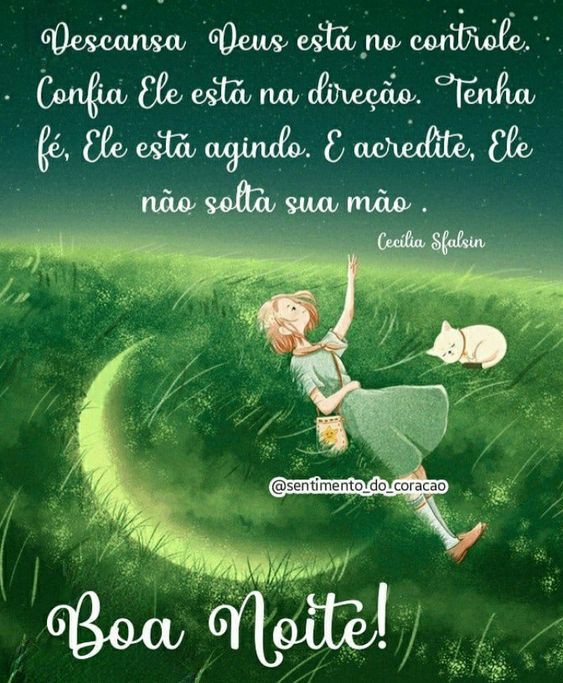 Descansa Deus está no controle.
Confia Ele está na direção. Tenha
fé, Ele está agindo. E acredite, Ele
não solta sua mão .
Cecília Sfalsin
@sentimento_do_coracao
Boa Noite!